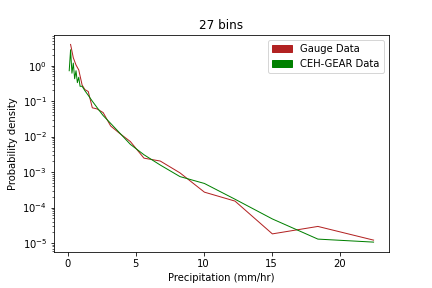 27 bins
Gauge Data
CEH-GEAR Data
Probability density
10⁰
10⁻¹
10⁻²
10⁻³
10⁻⁴
10⁻⁵
0 5 10 15 20
Precipitation (mm/hr)